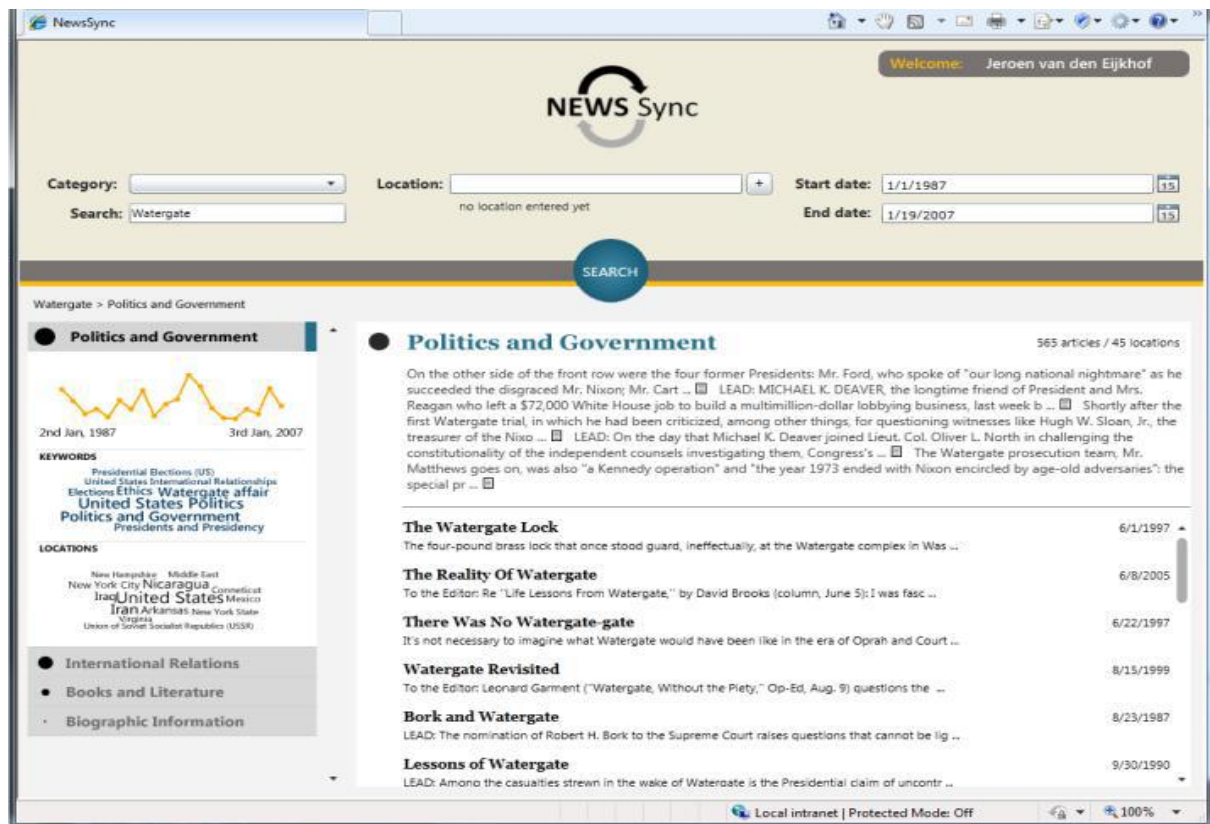 NewsSync
Welcome: Jeroen van den Eijkhof
NEWS Sync
Category:
Location:
+
Start date: 1/1/1987
15
Search: Watergate
no location entered yet
End date: 1/19/2007
15
SEARCH
Watergate > Politics and Government
Politics and Government
2nd Jan, 1987 3rd Jan, 2007
KEYWORDS
Presidential Elections (US)
United States International Relationships
Elections Ethics Watergate affair
United States Politics
Politics and Government
Presidents and Presidency
LOCATIONS
New Hampshire Middle East
New York City Nicaragua Connecticut
Iraq United States Mexico
Iran Arkansas New York State
Virginia
Union of Soviet Socialist Republics (USSR)
International Relations
Books and Literature
Biographic Information
Politics and Government
565 articles / 45 locations
On the other side of the front row were the four former Presidents: Mr. Ford, who spoke of "our long national nightmare" as he
succeeded the disgraced Mr. Nixon; Mr. Cart ... LEAD: MICHAEL K. DEAVER, the longtime friend of President and Mrs.
Reagan who left a $72,000 White House job to build a multimillion-dollar lobbying business, last week b ... Shortly after the
first Watergate trial, in which he had been criticized, among other things, for questioning witnesses like Hugh W. Sloan, Jr., the
treasurer of the Nixo ... LEAD: On the day that Michael K. Deaver joined Lieut. Col. Oliver L. North in challenging the
constitutionality of the independent counsels investigating them, Congress's ... The Watergate prosecution team, Mr.
Matthews goes on, was also "a Kennedy operation" and "the year 1973 ended with Nixon encircled by age-old adversaries": the
special pr ...
The Watergate Lock 6/1/1997
The four-pound brass lock that once stood guard, ineffectually, at the Watergate complex in Was ...
The Reality Of Watergate 6/8/2005
To the Editor: Re "Life Lessons From Watergate," by David Brooks (column, June 5): I was fasc ...
There Was No Watergate-gate 6/22/1997
It's not necessary to imagine what Watergate would have been like in the era of Oprah and Court ...
Watergate Revisited 8/15/1999
To the Editor: Leonard Garment ("Watergate, Without the Piety," Op-Ed, Aug. 9) questions the ...
Bork and Watergate 8/23/1987
LEAD: The nomination of Robert H. Bork to the Supreme Court raises questions that cannot be lig ...
Lessons of Watergate 9/30/1990
LEAD: Among the casualties strewn in the wake of Watergate is the Presidential claim of uncontr ...
Local intranet | Protected Mode: Off 100%